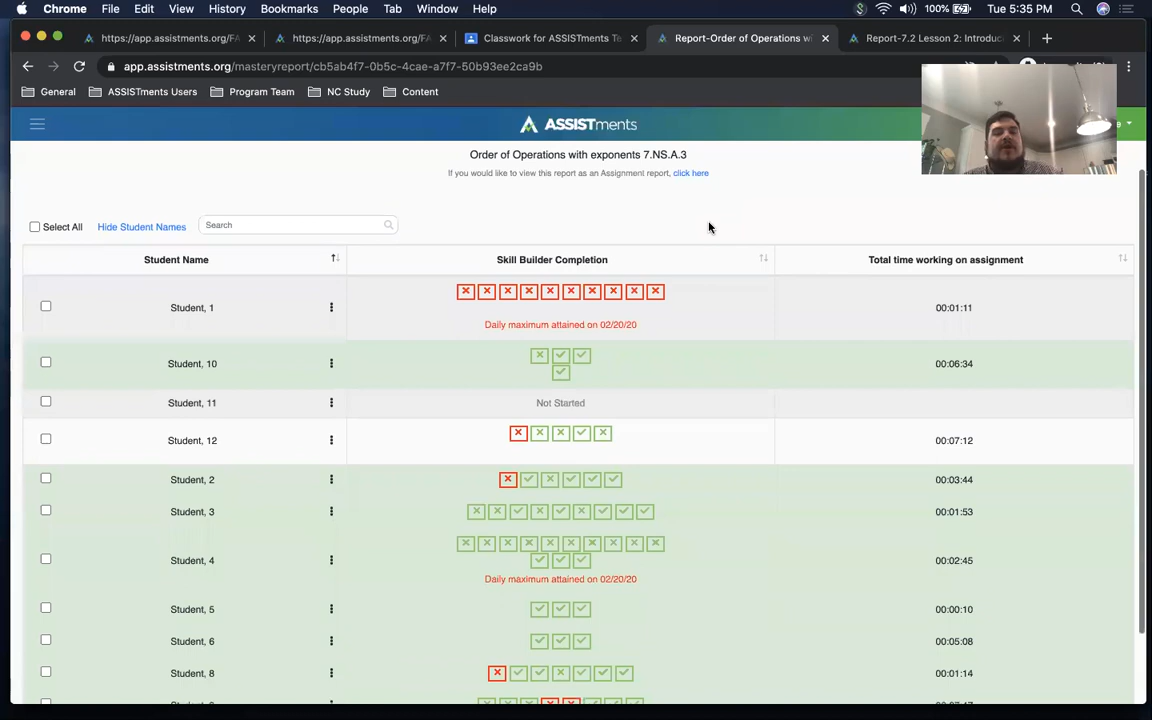 Chrome File Edit View History Bookmarks People Tab Window Help 100% Tue 5:35 PM
https://app.assistments.org/FA × https://app.assistments.org/FA × Classwork for ASSISTments Te × Report-Order of Operations wi × Report-7.2 Lesson 2: Introduc × +
app.assistments.org/masteryreport/cb5ab4f7-0b5c-4cae-a7f7-50b93ee2ca9b
General ASSISTments Users Program Team NC Study Content
ASSISTments
Order of Operations with exponents 7.NS.A.3
If you would like to view this report as an Assignment report, click here
Select All Hide Student Names Search
Student Name Skill Builder Completion Total time working on assignment
Student, 1 00:01:11
Daily maximum attained on 02/20/20
Student, 10 00:06:34
Student, 11 Not Started
Student, 12 00:07:12
Student, 2 00:03:44
Student, 3 00:01:53
Student, 4 00:02:45
Daily maximum attained on 02/20/20
Student, 5 00:00:10
Student, 6 00:05:08
Student, 8 00:01:14